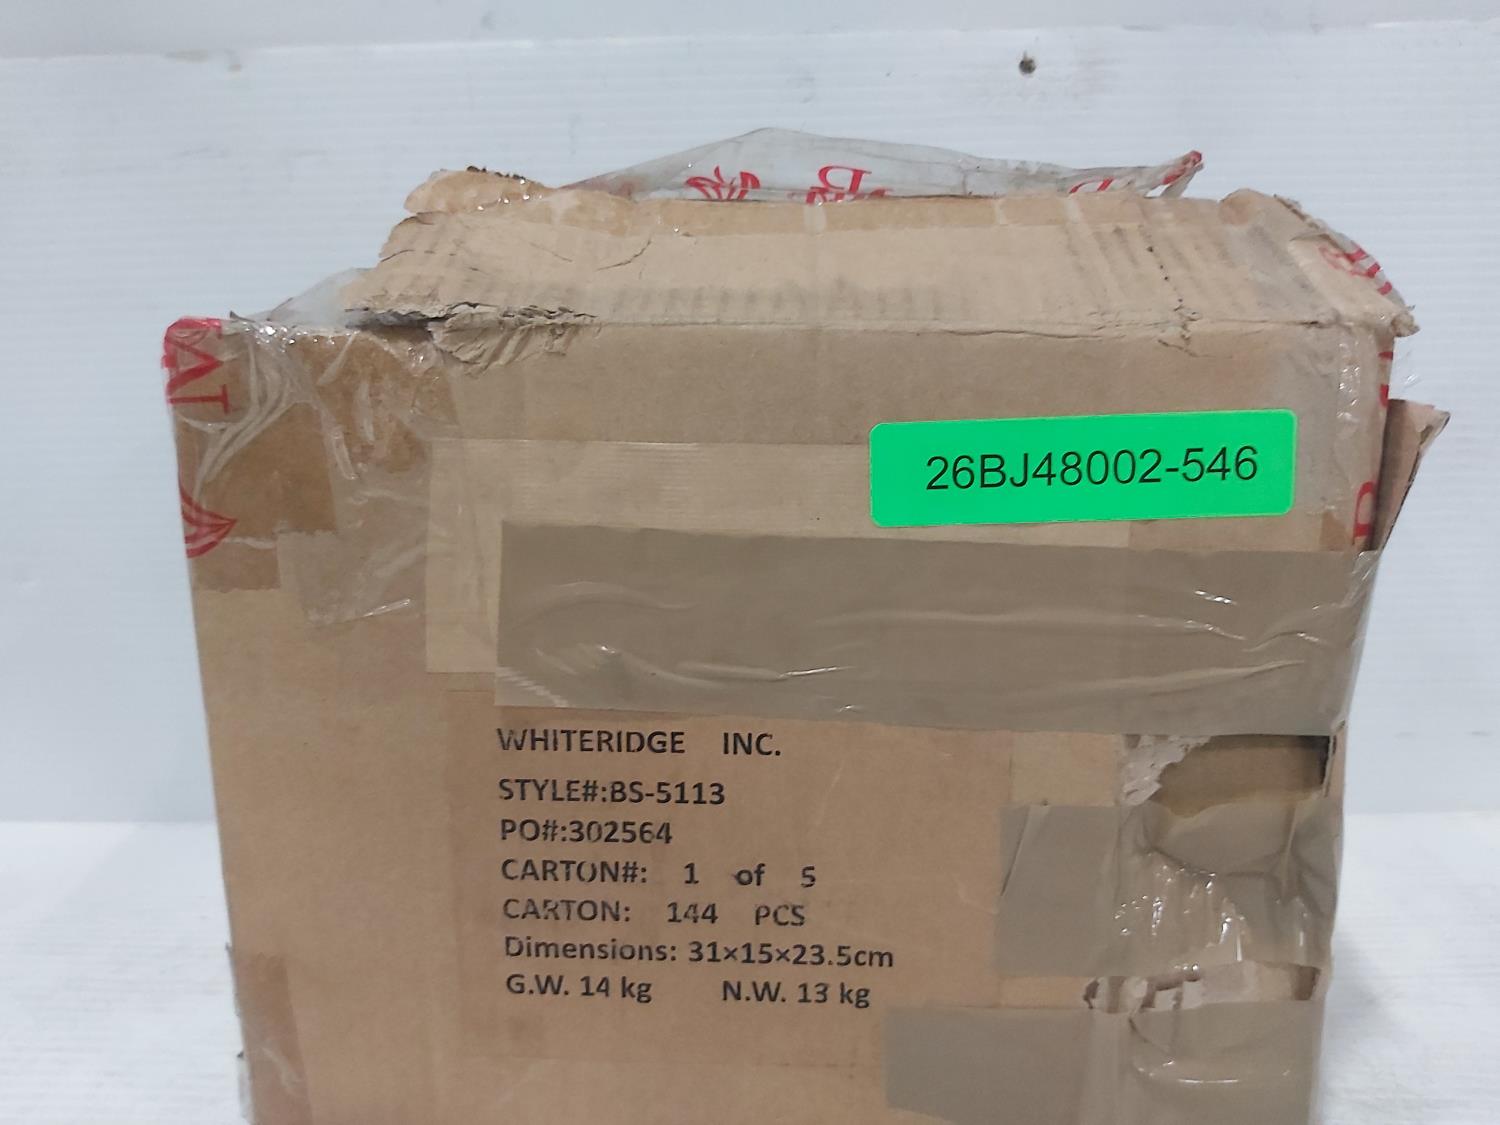 26BJ48002-546
WHITERIDGE INC.
STYLE#:BS-5113
PO#:302564
CARTON#: 1 of 5
CARTON: 144 PCS
Dimensions: 31×15×23.5cm
G.W. 14 kg N.W. 13 kg